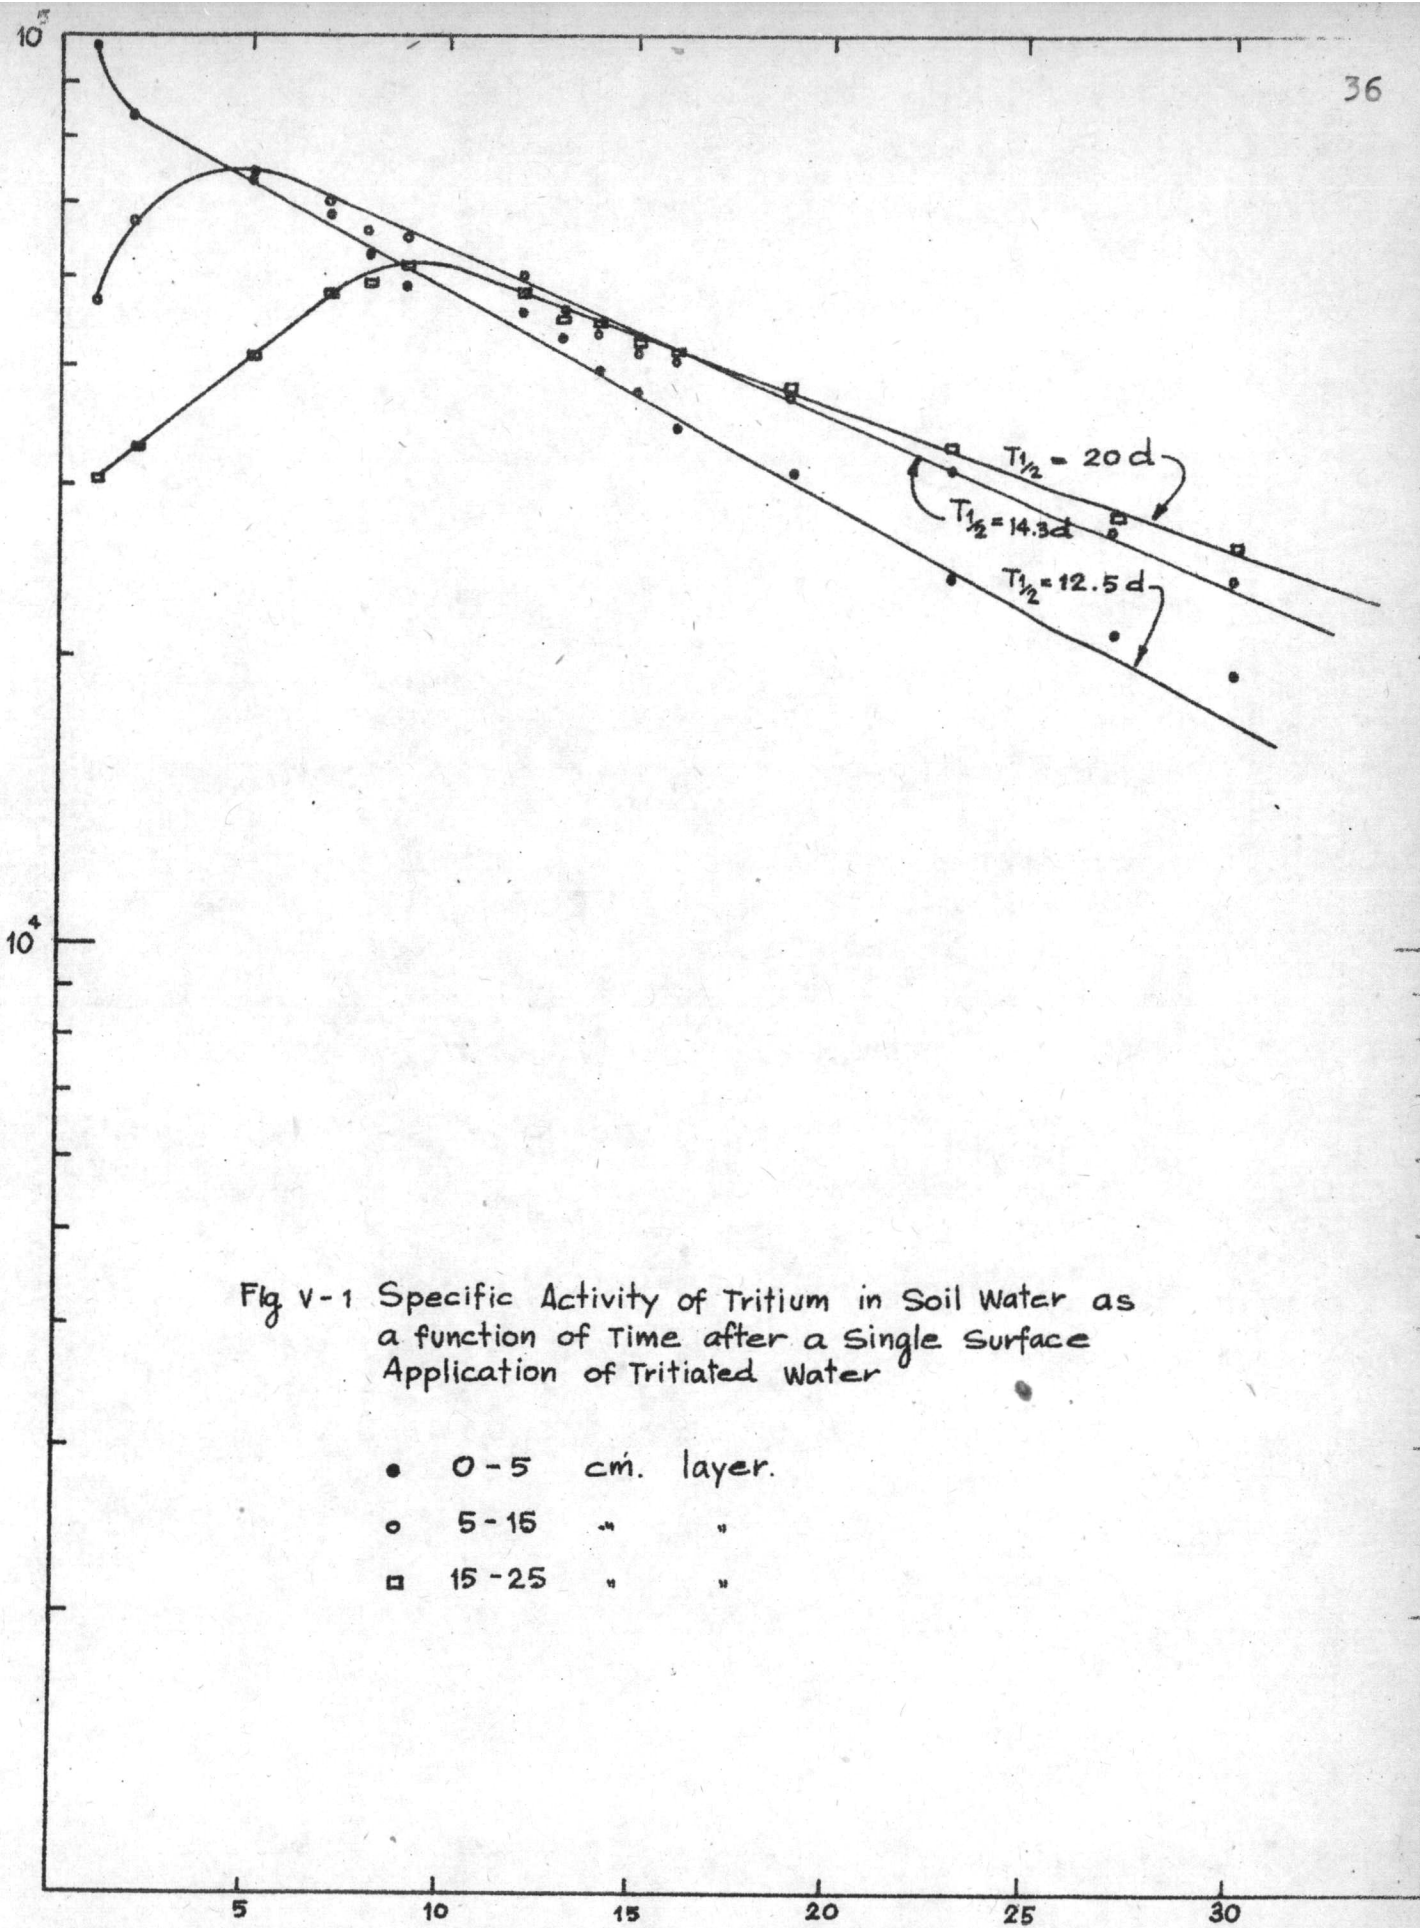 10⁵
36
T½ = 20 d
T½ = 14.3d
T½ = 12.5 d
10⁴
Fig. V-1 Specific Activity of Tritium in Soil Water as
a function of Time after a Single Surface
Application of Tritiated Water
0-5 cm. layer.
5-15 " "
15-25 " "
5 10 15 20 25 30